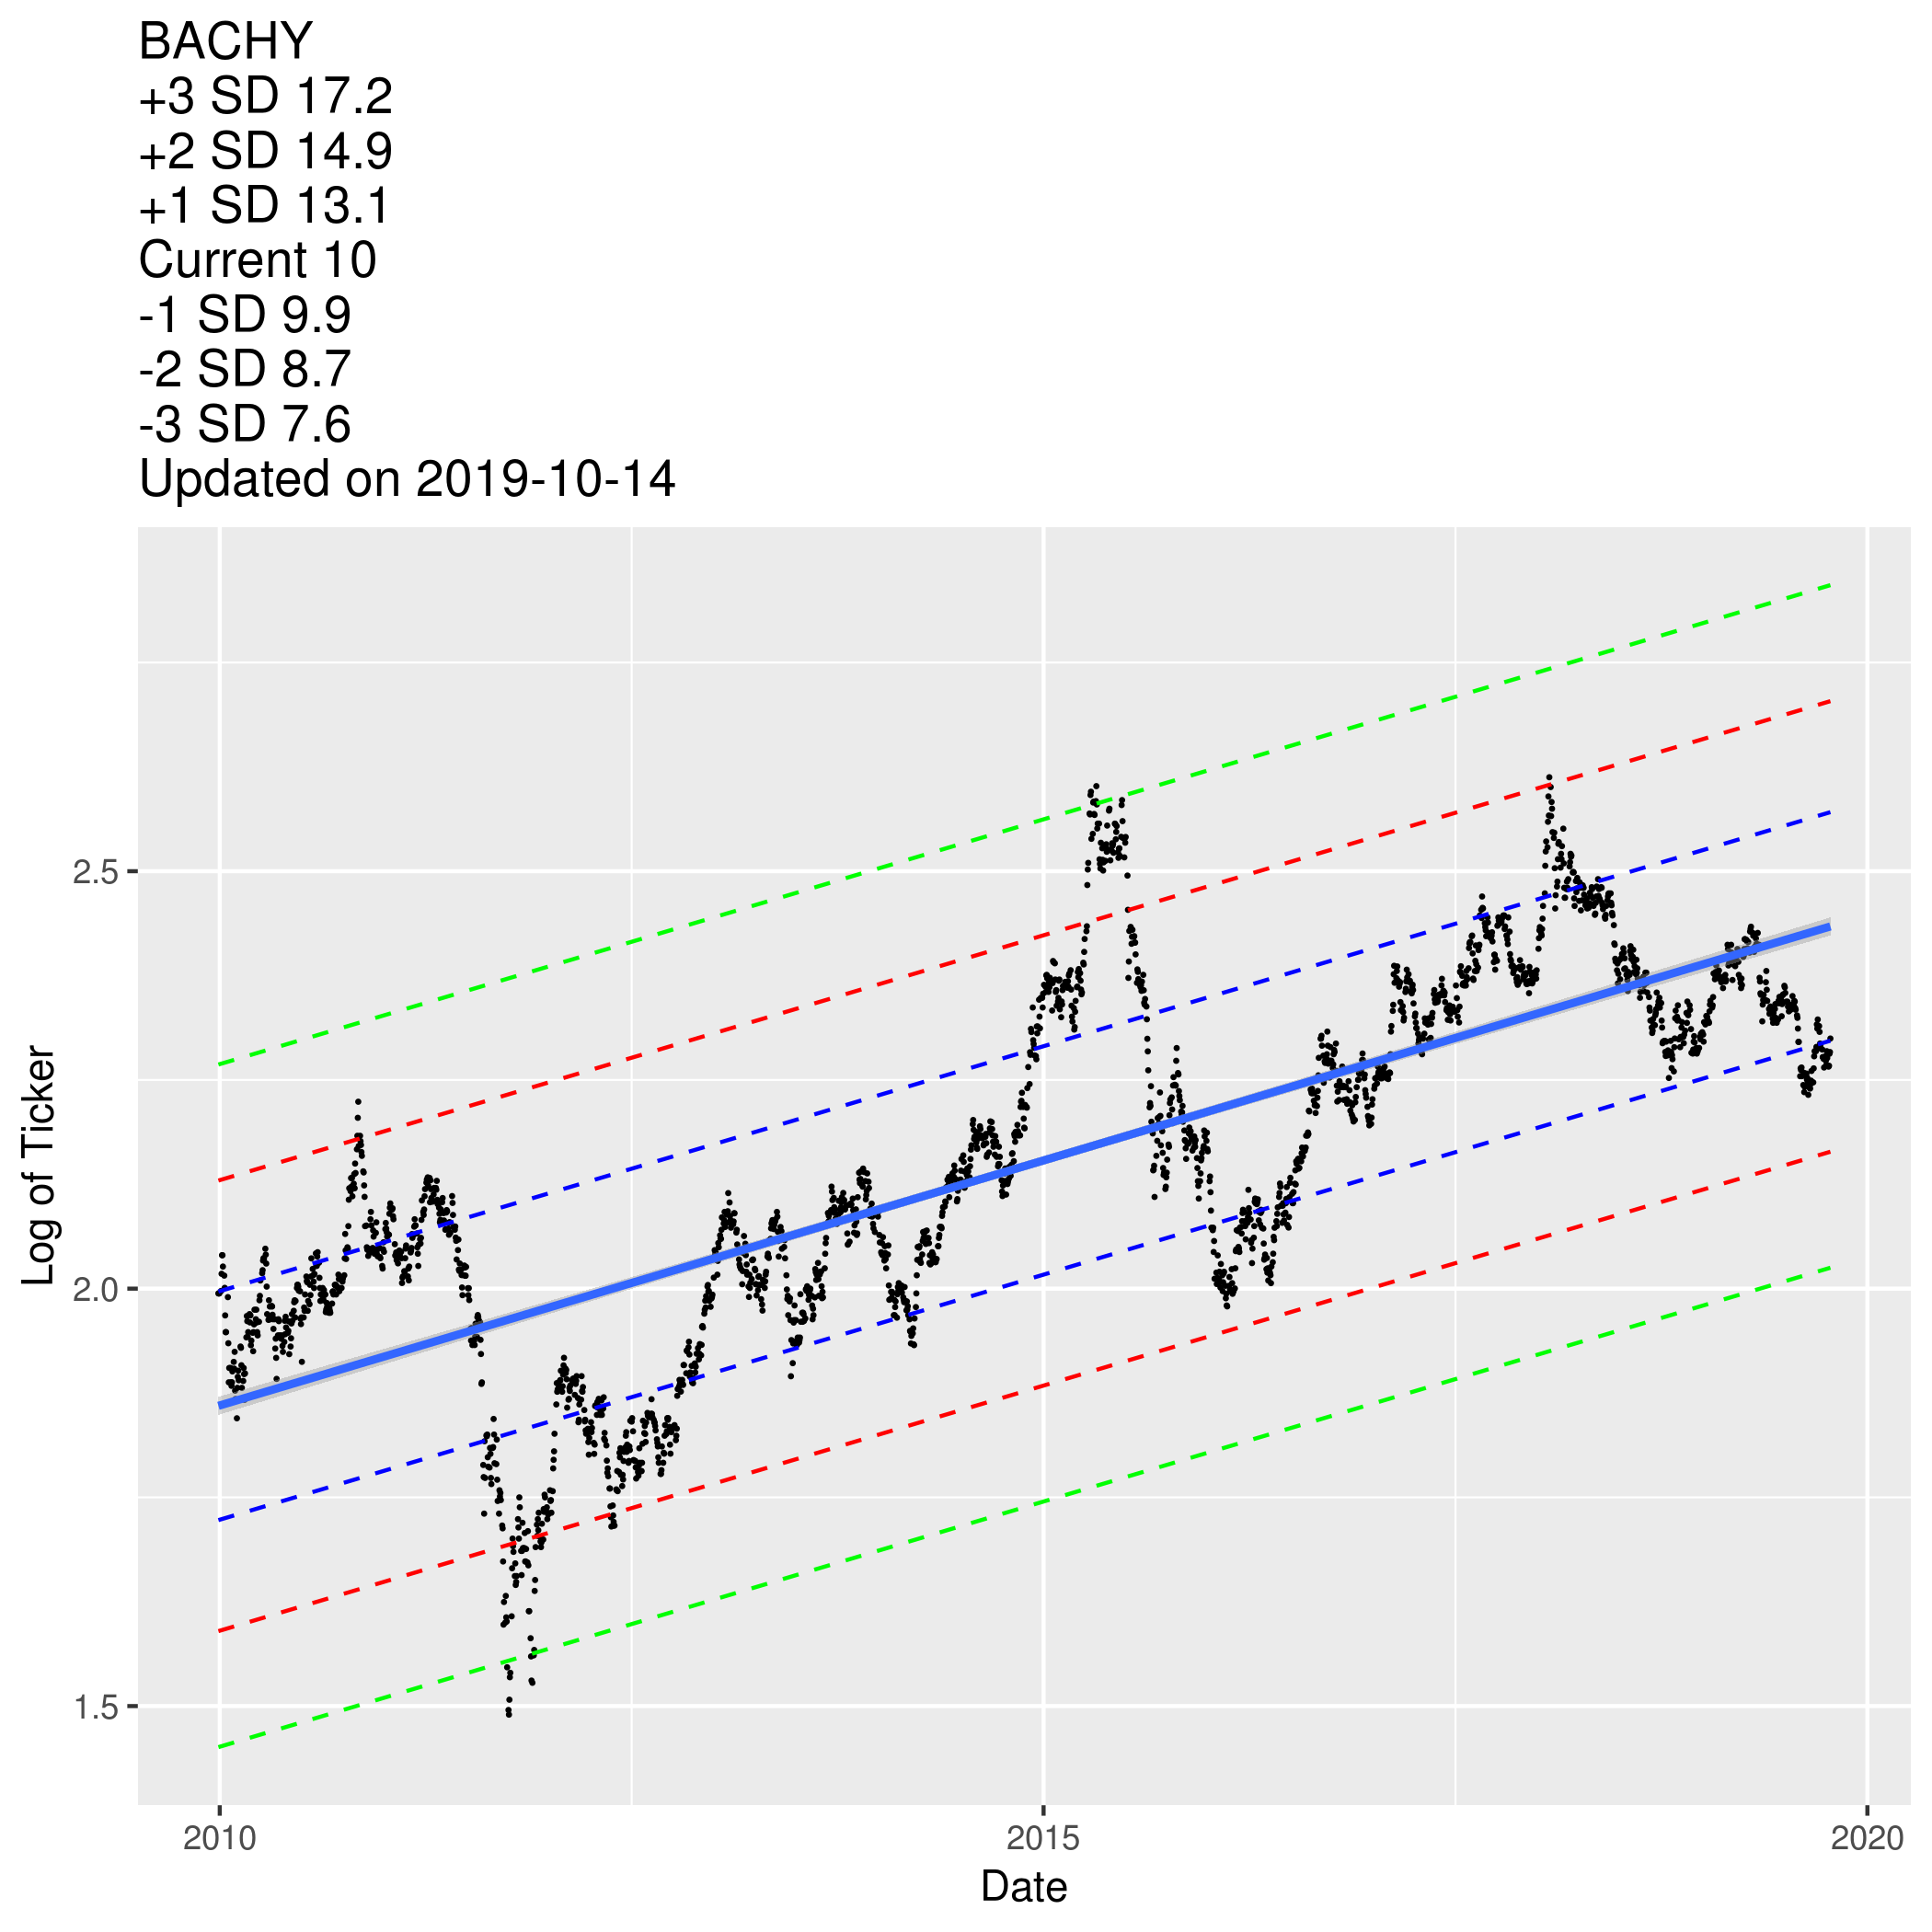 BACHY
+3 SD 17.2
+2 SD 14.9
+1 SD 13.1
Current 10
-1 SD 9.9
-2 SD 8.7
-3 SD 7.6
Updated on 2019-10-14
Log of Ticker
2.5
2.0
1.5
2010
2015
2020
Date